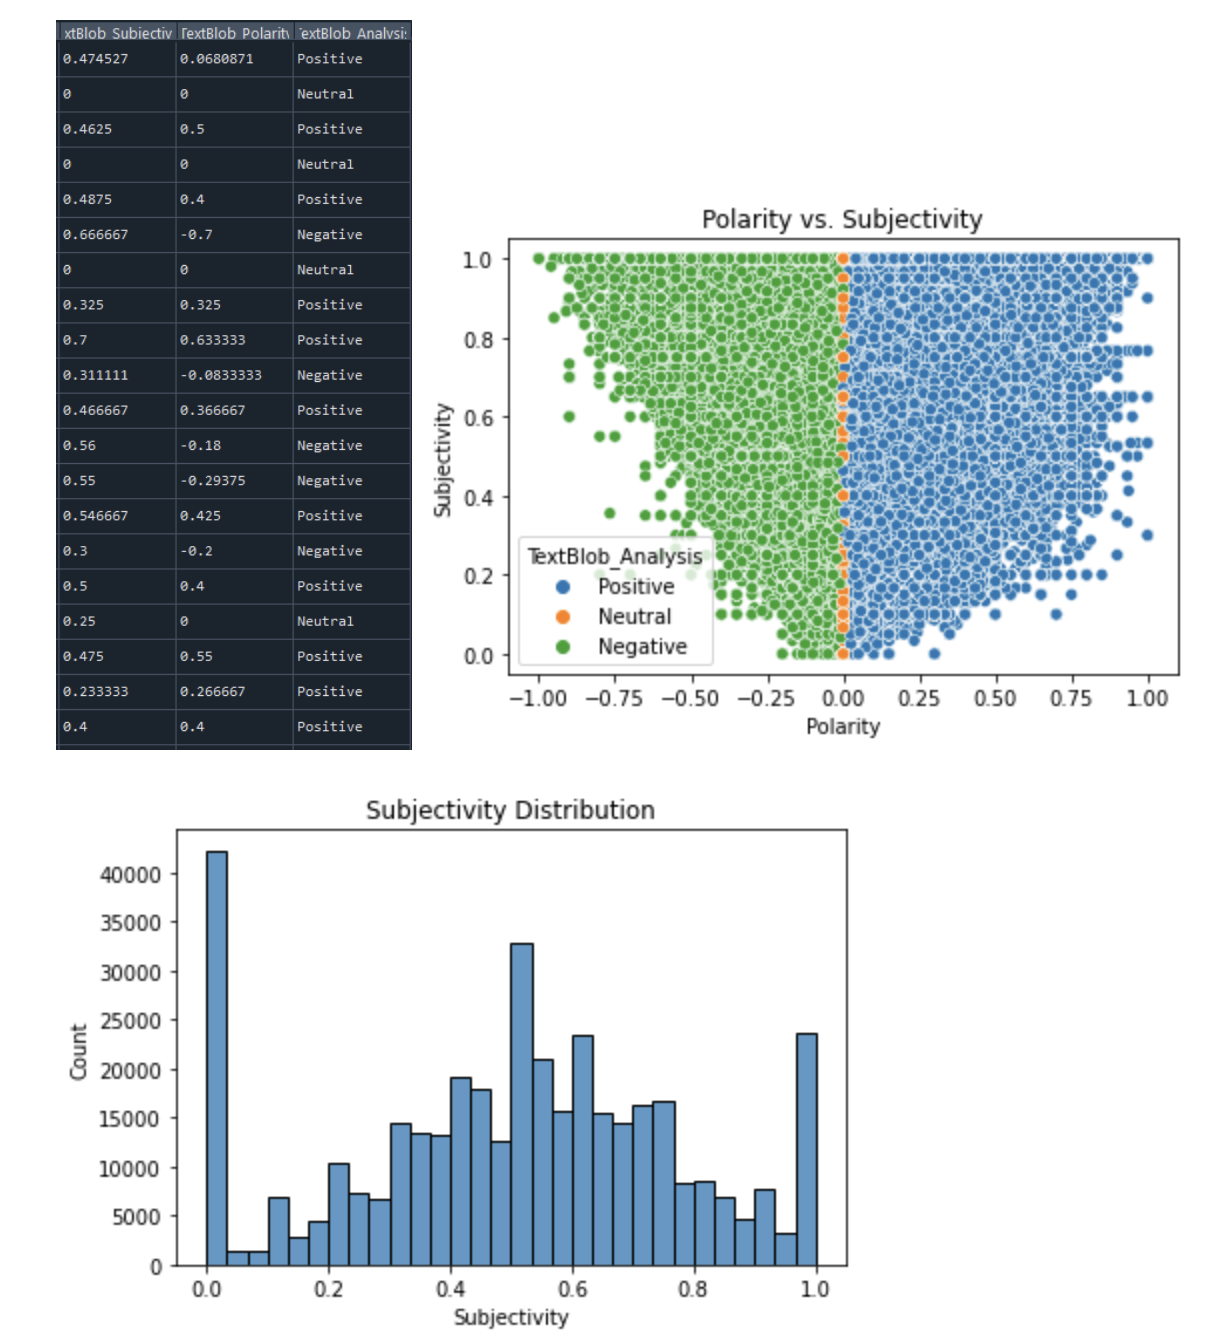 xtBlob Subjectiv TextBlob Polarity extBlob Analysis
0.474527 0.0680871 Positive
0 0 Neutral
0.4625 0.5 Positive
0 0 Neutral
0.4875 0.4 Positive
0.666667 -0.7 Negative
0 0 Neutral
0.325 0.325 Positive
0.7 0.633333 Positive
0.311111 -0.0833333 Negative
0.466667 0.366667 Positive
0.56 -0.18 Negative
0.55 -0.29375 Negative
0.546667 0.425 Positive
0.3 -0.2 Negative
0.5 0.4 Positive
0.25 0 Neutral
0.475 0.55 Positive
0.233333 0.266667 Positive
0.4 0.4 Positive
Polarity vs. Subjectivity
1.0
0.8
0.6
0.4
0.2
0.0
Subjectivity
TextBlob_Analysis
Positive
Neutral
Negative
−1.00 −0.75 −0.50 −0.25 0.00 0.25 0.50 0.75 1.00
Polarity
Subjectivity Distribution
40000
35000
30000
25000
20000
15000
10000
5000
0
Count
0.0 0.2 0.4 0.6 0.8 1.0
Subjectivity